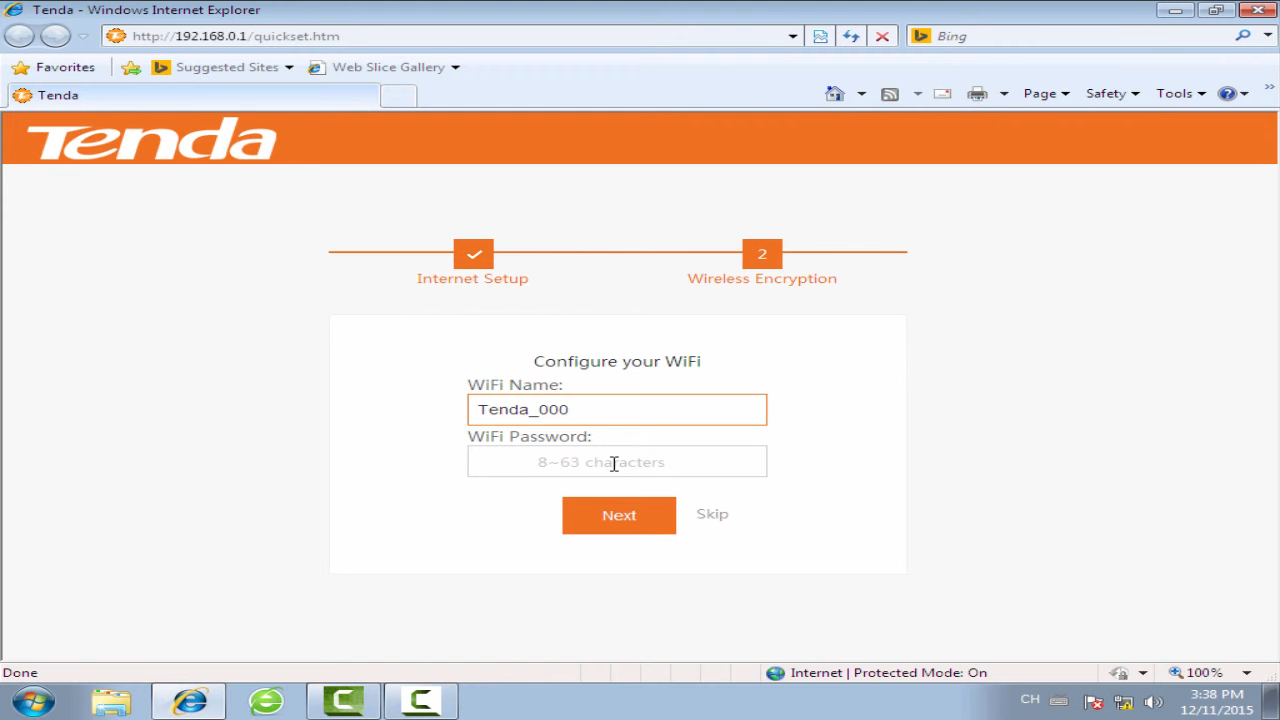 Tenda - Windows Internet Explorer
http://192.168.0.1/quickset.htm
Bing
Favorites
Suggested Sites
Web Slice Gallery
Tenda
Page
Safety
Tools
»
Tenda
2
Internet Setup
Wireless Encryption
Configure your WiFi
WiFi Name:
Tenda_000
WiFi Password:
8~63 characters
Next
Skip
Done
Internet | Protected Mode: On
100%
CH
3:38 PM
12/11/2015